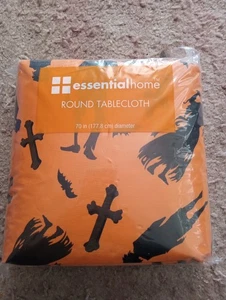 essentialhome
ROUND TABLECLOTH
70 in (177.8 cm) diameter